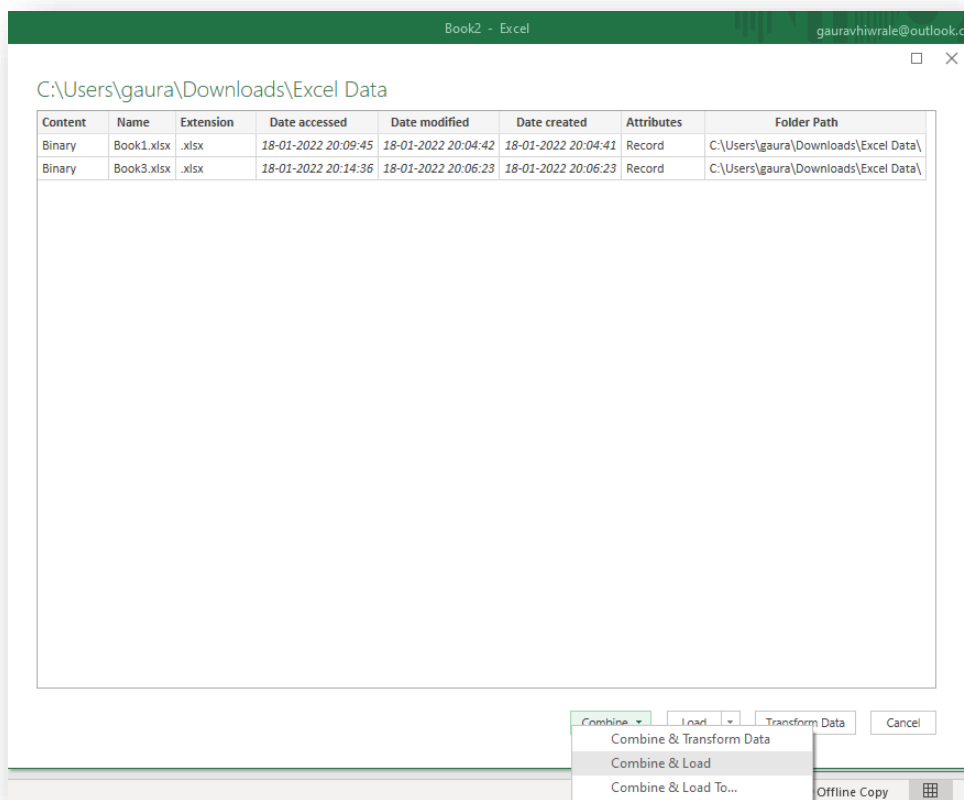 Book2 - Excel
gauravhiwrale@outlook.c
C:\Users\gaura\Downloads\Excel Data
Content Name Extension Date accessed Date modified Date created Attributes Folder Path
Binary Book1.xlsx .xlsx 18-01-2022 20:09:45 18-01-2022 20:04:42 18-01-2022 20:04:41 Record C:\Users\gaura\Downloads\Excel Data\
Binary Book3.xlsx .xlsx 18-01-2022 20:14:36 18-01-2022 20:06:23 18-01-2022 20:06:23 Record C:\Users\gaura\Downloads\Excel Data\
Combine Load Transform Data Cancel
Combine & Transform Data
Combine & Load
Combine & Load To...
Offline Copy